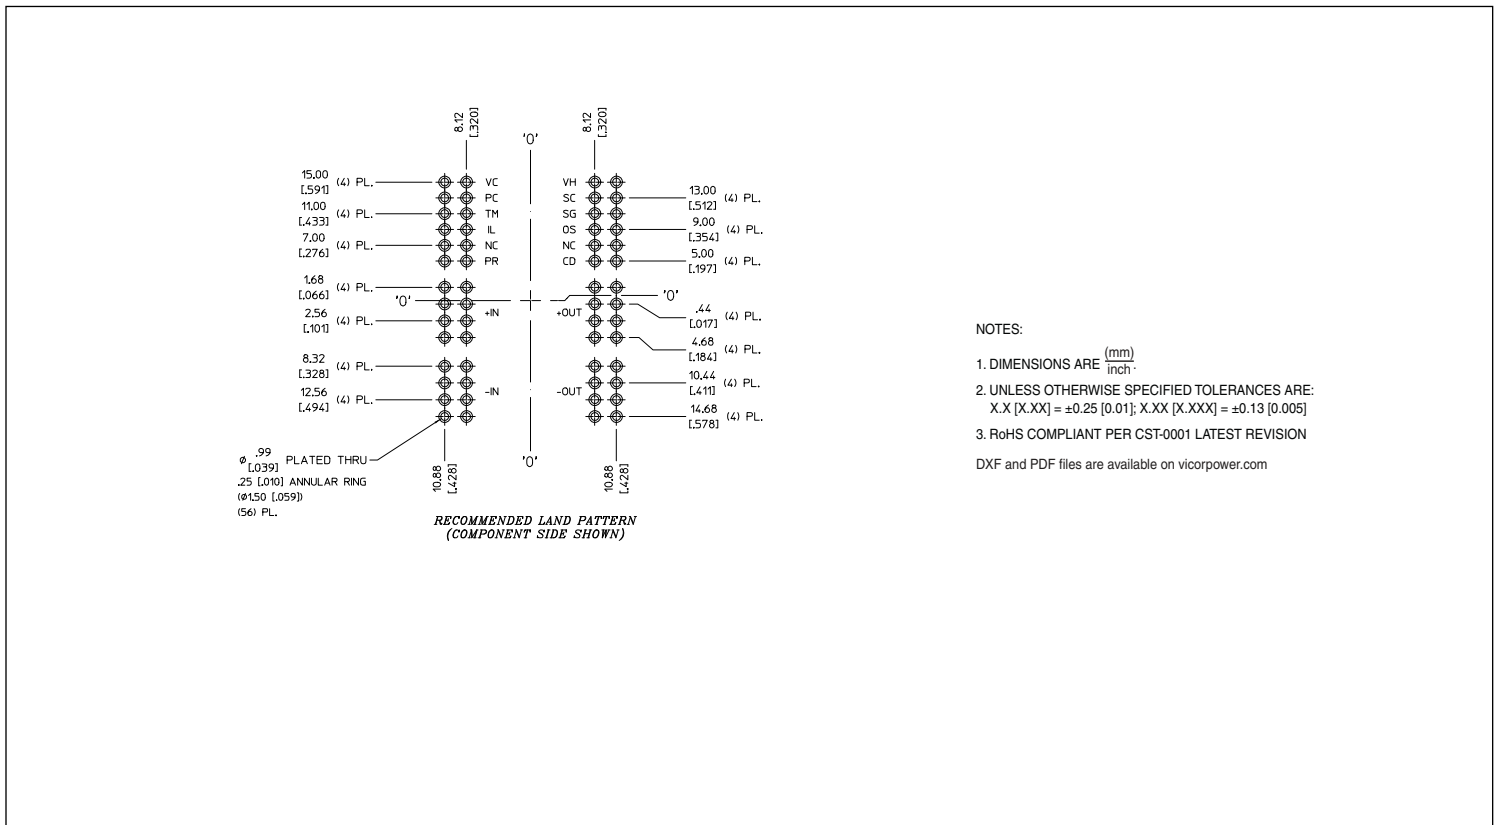 8.12
[.320]
8.12
[.320]
'0'
15.00
[.591] (4) PL.
11.00
[.433] (4) PL.
7.00
[.276] (4) PL.
1.68
[.066] (4) PL.
2.56
[.101] (4) PL.
8.32
[.328] (4) PL.
12.56
[.494] (4) PL.
VC
PC
TM
IL
NC
PR
VH
SC
SG
OS
NC
CD
'0'
'0'
+IN
+OUT
-IN
-OUT
13.00
[.512] (4) PL.
9.00
[.354] (4) PL.
5.00
[.197] (4) PL.
.44
[.017] (4) PL.
4.68
[.184] (4) PL.
10.44
[.411] (4) PL.
14.68
[.578] (4) PL.
ø .99
[.039] PLATED THRU
.25 [.010] ANNULAR RING
(ø1.50 [.059])
(56) PL.
10.88
[.428]
'0'
10.88
[.428]
RECOMMENDED LAND PATTERN
(COMPONENT SIDE SHOWN)
NOTES:
1. DIMENSIONS ARE (mm)
inch .
2. UNLESS OTHERWISE SPECIFIED TOLERANCES ARE:
X.X [X.XX] = ±0.25 [0.01]; X.XX [X.XXX] = ±0.13 [0.005]
3. RoHS COMPLIANT PER CST-0001 LATEST REVISION
DXF and PDF files are available on vicorpower.com